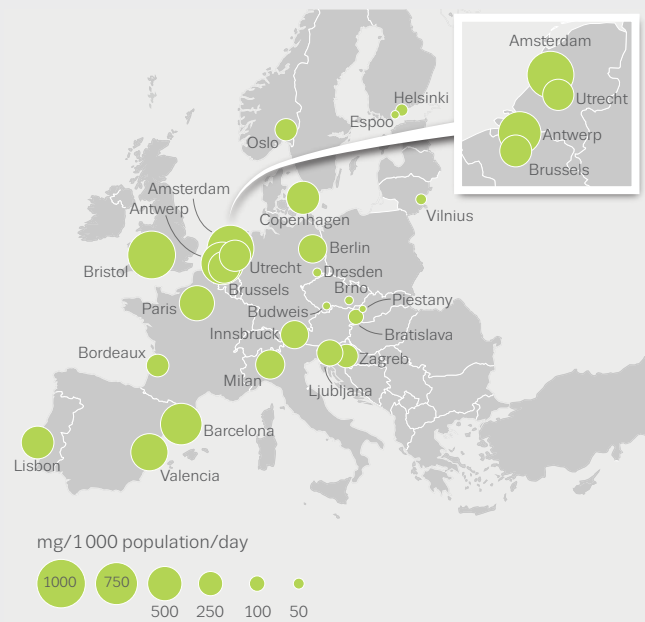 Amsterdam
Utrecht
Antwerp
Brussels
Helsinki
Espoo
Oslo
Amsterdam
Antwerp
Copenhagen
Vilnius
Bristol
Berlin
Utrecht
Dresden
Brussels
Brno
Piestany
Paris
Budweis
Innsbruck
Bratislava
Bordeaux
Zagreb
Milan
Ljubljana
Barcelona
Lisbon
Valencia
mg/1 000 population/day
1000 750
500 250 100 50